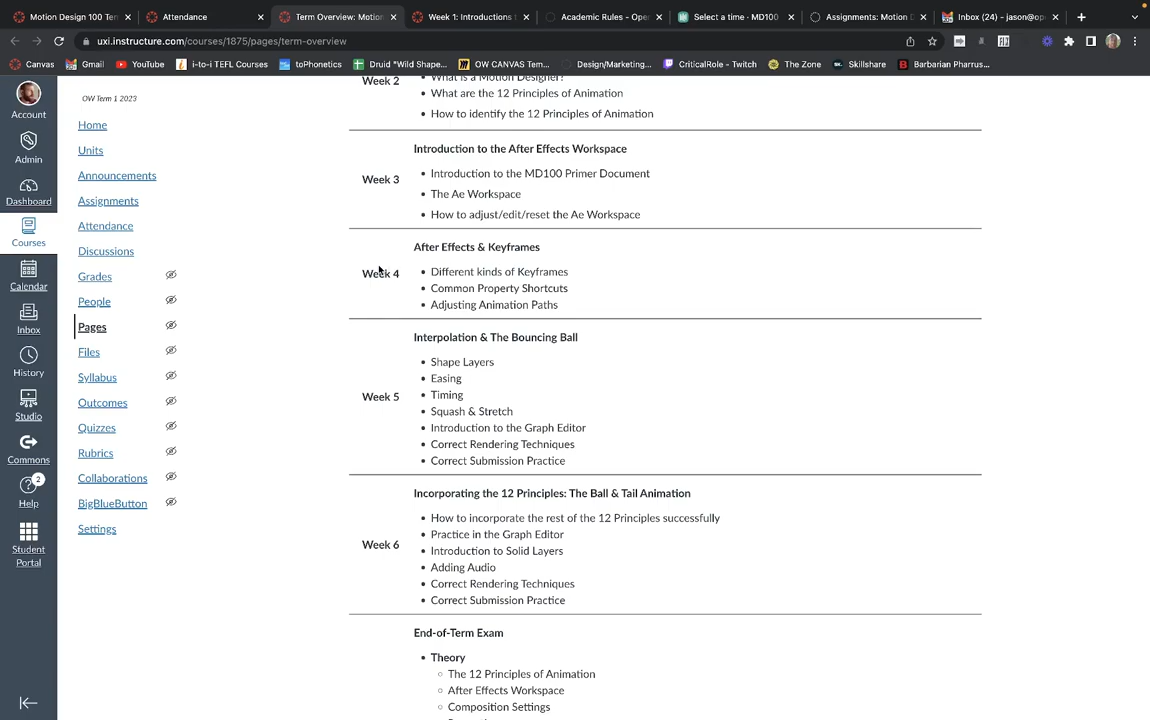 Motion Design 100 Ter
Attendance
Term Overview: Motion
Week 1: Introductions
Academic Rules - Ope
Select a time · MD100
Assignments: Motion D
Inbox (24) - jason@op
uxi.instructure.com/courses/1875/pages/term-overview
Canvas
Gmail
YouTube
i-to-i TEFL Courses
toPhonetics
Druid "Wild Shape...
OW CANVAS Tem...
Design/Marketing...
CriticalRole - Twitch
The Zone
Skillshare
Barbarian Pharrus...
Account
Admin
Dashboard
Courses
Calendar
Inbox
History
Studio
Commons
2
Help
Student
Portal
OW Term 1 2023
Home
Units
Announcements
Assignments
Attendance
Discussions
Grades
People
Pages
Files
Syllabus
Outcomes
Quizzes
Rubrics
Collaborations
BigBlueButton
Settings
Week 2
What is a Motion Designer?
What are the 12 Principles of Animation
How to identify the 12 Principles of Animation
Introduction to the After Effects Workspace
Week 3
Introduction to the MD100 Primer Document
The Ae Workspace
How to adjust/edit/reset the Ae Workspace
After Effects & Keyframes
Week 4
Different kinds of Keyframes
Common Property Shortcuts
Adjusting Animation Paths
Interpolation & The Bouncing Ball
Week 5
Shape Layers
Easing
Timing
Squash & Stretch
Introduction to the Graph Editor
Correct Rendering Techniques
Correct Submission Practice
Incorporating the 12 Principles: The Ball & Tail Animation
Week 6
How to incorporate the rest of the 12 Principles successfully
Practice in the Graph Editor
Introduction to Solid Layers
Adding Audio
Correct Rendering Techniques
Correct Submission Practice
End-of-Term Exam
Theory
The 12 Principles of Animation
After Effects Workspace
Composition Settings